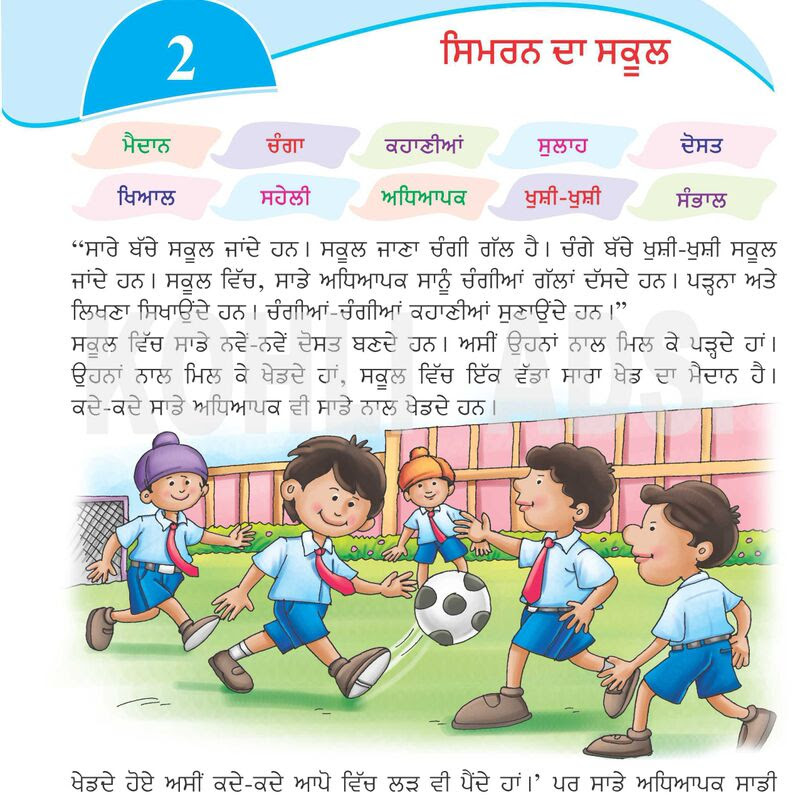 2
ਸਿਮਰਨ ਦਾ ਸਕੂਲ
ਮੈਦਾਨ ਚੰਗਾ ਕਹਾਣੀਆਂ ਸੁਲਾਹ ਦੋਸਤ
ਖਿਆਲ ਸਹੇਲੀ ਅਧਿਆਪਕ ਖੁਸ਼ੀ-ਖੁਸ਼ੀ ਸੰਭਾਲ
“ਸਾਰੇ ਬੱਚੇ ਸਕੂਲ ਜਾਂਦੇ ਹਨ। ਸਕੂਲ ਜਾਣਾ ਚੰਗੀ ਗੱਲ ਹੈ। ਚੰਗੇ ਬੱਚੇ ਖੁਸ਼ੀ-ਖੁਸ਼ੀ ਸਕੂਲ
ਜਾਂਦੇ ਹਨ। ਸਕੂਲ ਵਿੱਚ, ਸਾਡੇ ਅਧਿਆਪਕ ਸਾਨੂੰ ਚੰਗੀਆਂ ਗੱਲਾਂ ਦੱਸਦੇ ਹਨ। ਪੜ੍ਹਨਾ ਅਤੇ
ਲਿਖਣਾ ਸਿਖਾਉਂਦੇ ਹਨ। ਚੰਗੀਆਂ-ਚੰਗੀਆਂ ਕਹਾਣੀਆਂ ਸੁਣਾਉਂਦੇ ਹਨ।”
ਸਕੂਲ ਵਿੱਚ ਸਾਡੇ ਨਵੇਂ-ਨਵੇਂ ਦੋਸਤ ਬਣਦੇ ਹਨ। ਅਸੀਂ ਉਹਨਾਂ ਨਾਲ ਮਿਲ ਕੇ ਪੜ੍ਹਦੇ ਹਾਂ।
ਉਹਨਾਂ ਨਾਲ ਮਿਲ ਕੇ ਖੇਡਦੇ ਹਾਂ, ਸਕੂਲ ਵਿੱਚ ਇੱਕ ਵੱਡਾ ਸਾਰਾ ਖੇਡ ਦਾ ਮੈਦਾਨ ਹੈ।
ਕਦੇ-ਕਦੇ ਸਾਡੇ ਅਧਿਆਪਕ ਵੀ ਸਾਡੇ ਨਾਲ ਖੇਡਦੇ ਹਨ।
KOHLI ADS.
ਖੇਡਦੇ ਹੋਏ ਅਸੀਂ ਕਦੇ-ਕਦੇ ਆਪੋ ਵਿੱਚ ਲੜ ਵੀ ਪੈਂਦੇ ਹਾਂ।’ ਪਰ ਸਾਡੇ ਅਧਿਆਪਕ ਸਾਡੀ